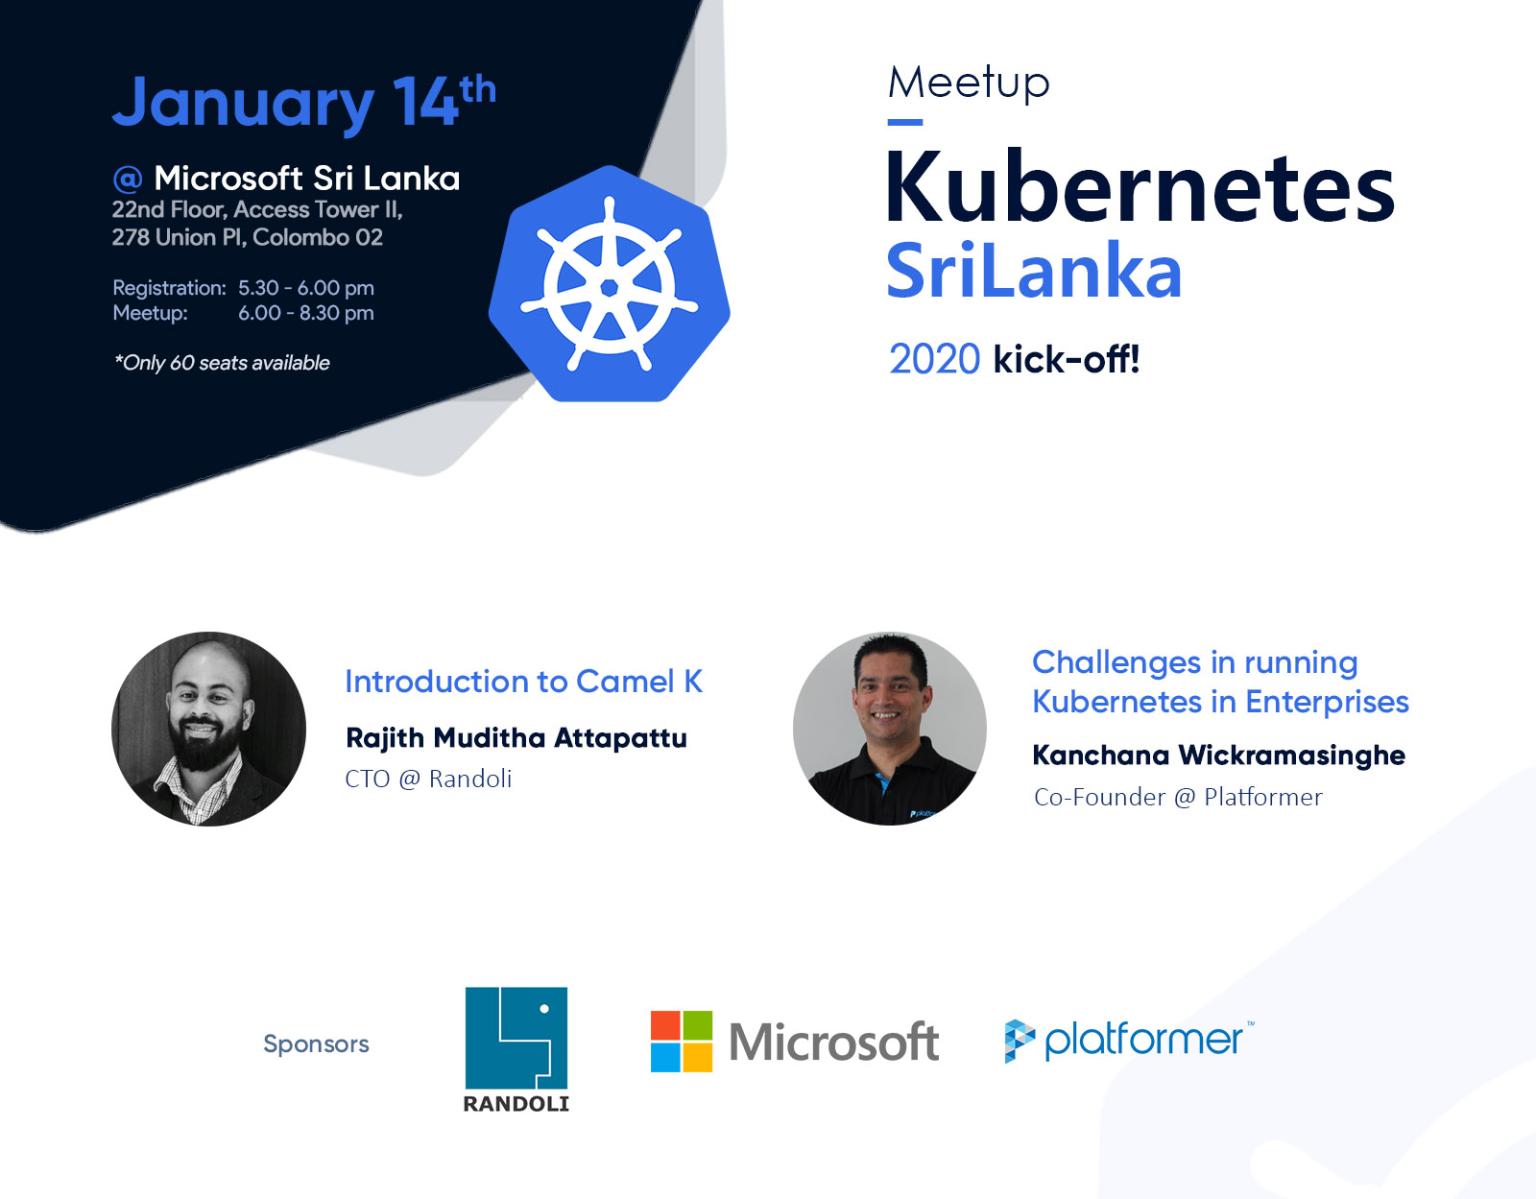 January 14th
@ Microsoft Sri Lanka
22nd Floor, Access Tower II,
278 Union Pl, Colombo 02
Registration: 5.30 - 6.00 pm
Meetup: 6.00 - 8.30 pm
*Only 60 seats available
Meetup
Kubernetes
SriLanka
2020 kick-off!
Introduction to Camel K
Rajith Muditha Attapattu
CTO @ Randoli
Challenges in running
Kubernetes in Enterprises
Kanchana Wickramasinghe
Co-Founder @ Platformer
Sponsors
RANDOLI
Microsoft
platformer™